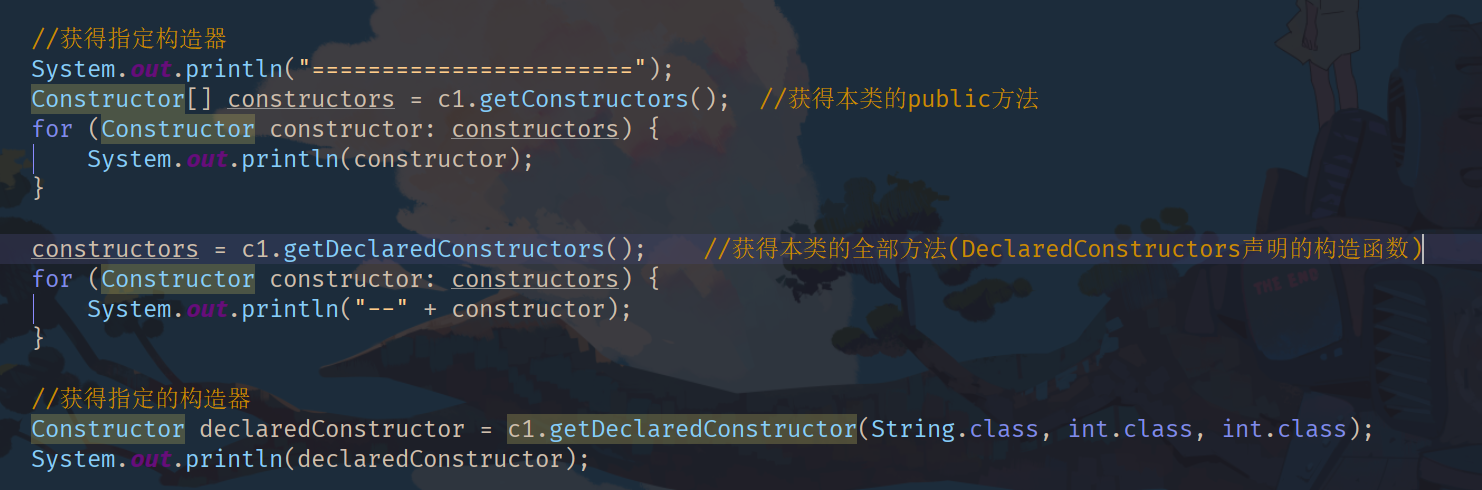 //获得指定构造器
System.out.println("=======================");
Constructor[] constructors = c1.getConstructors();  //获得本类的public方法
for (Constructor constructor: constructors) {
    System.out.println(constructor);
}
constructors = c1.getDeclaredConstructors();    //获得本类的全部方法(DeclaredConstructors声明的构造函数)
for (Constructor constructor: constructors) {
    System.out.println("--" + constructor);
}
//获得指定的构造器
Constructor declaredConstructor = c1.getDeclaredConstructor(String.class, int.class, int.class);
System.out.println(declaredConstructor);
THE END